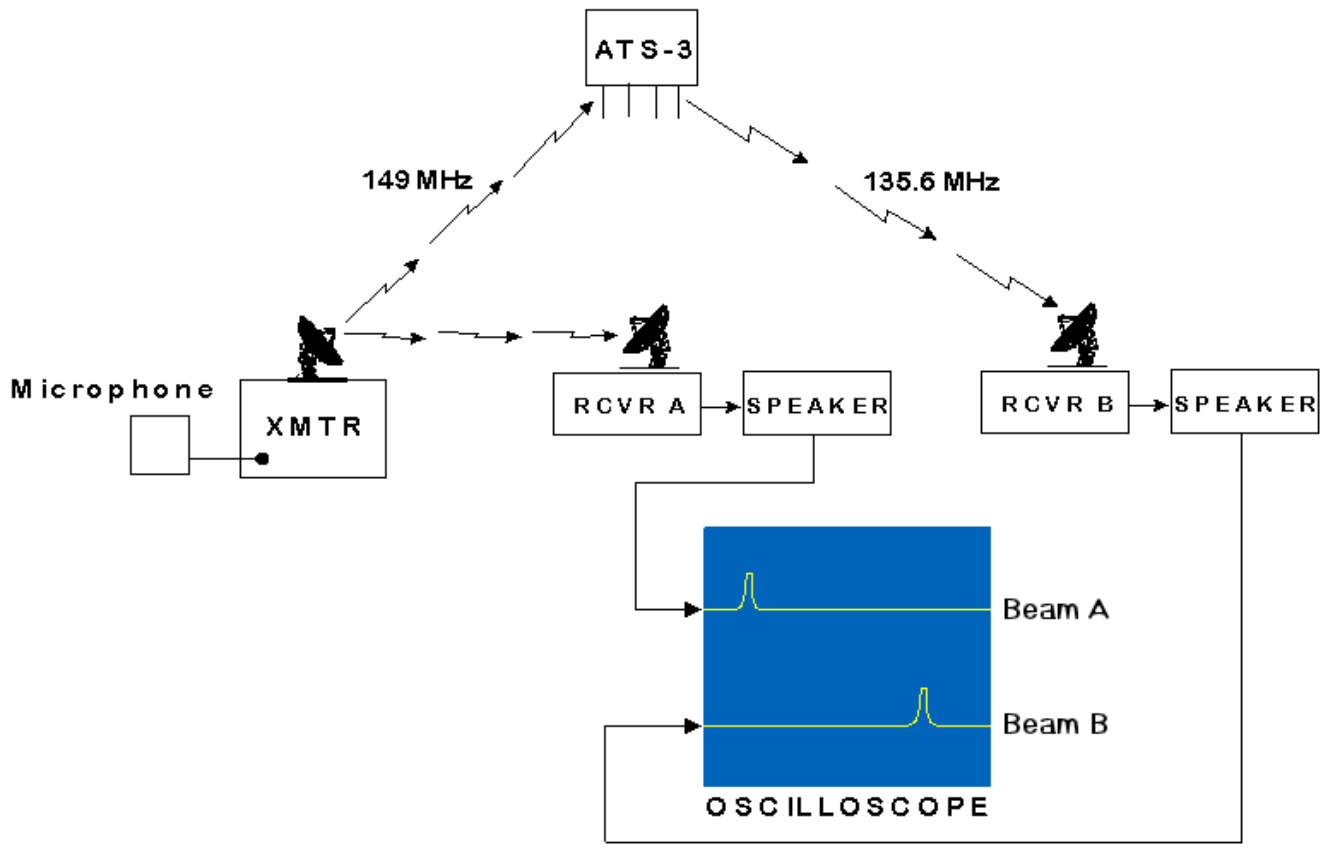 ATS-3
149 MHz
135.6 MHz
Microphone
XMTR
RCVR A
SPEAKER
RCVR B
SPEAKER
Beam A
Beam B
OSCILLOSCOPE